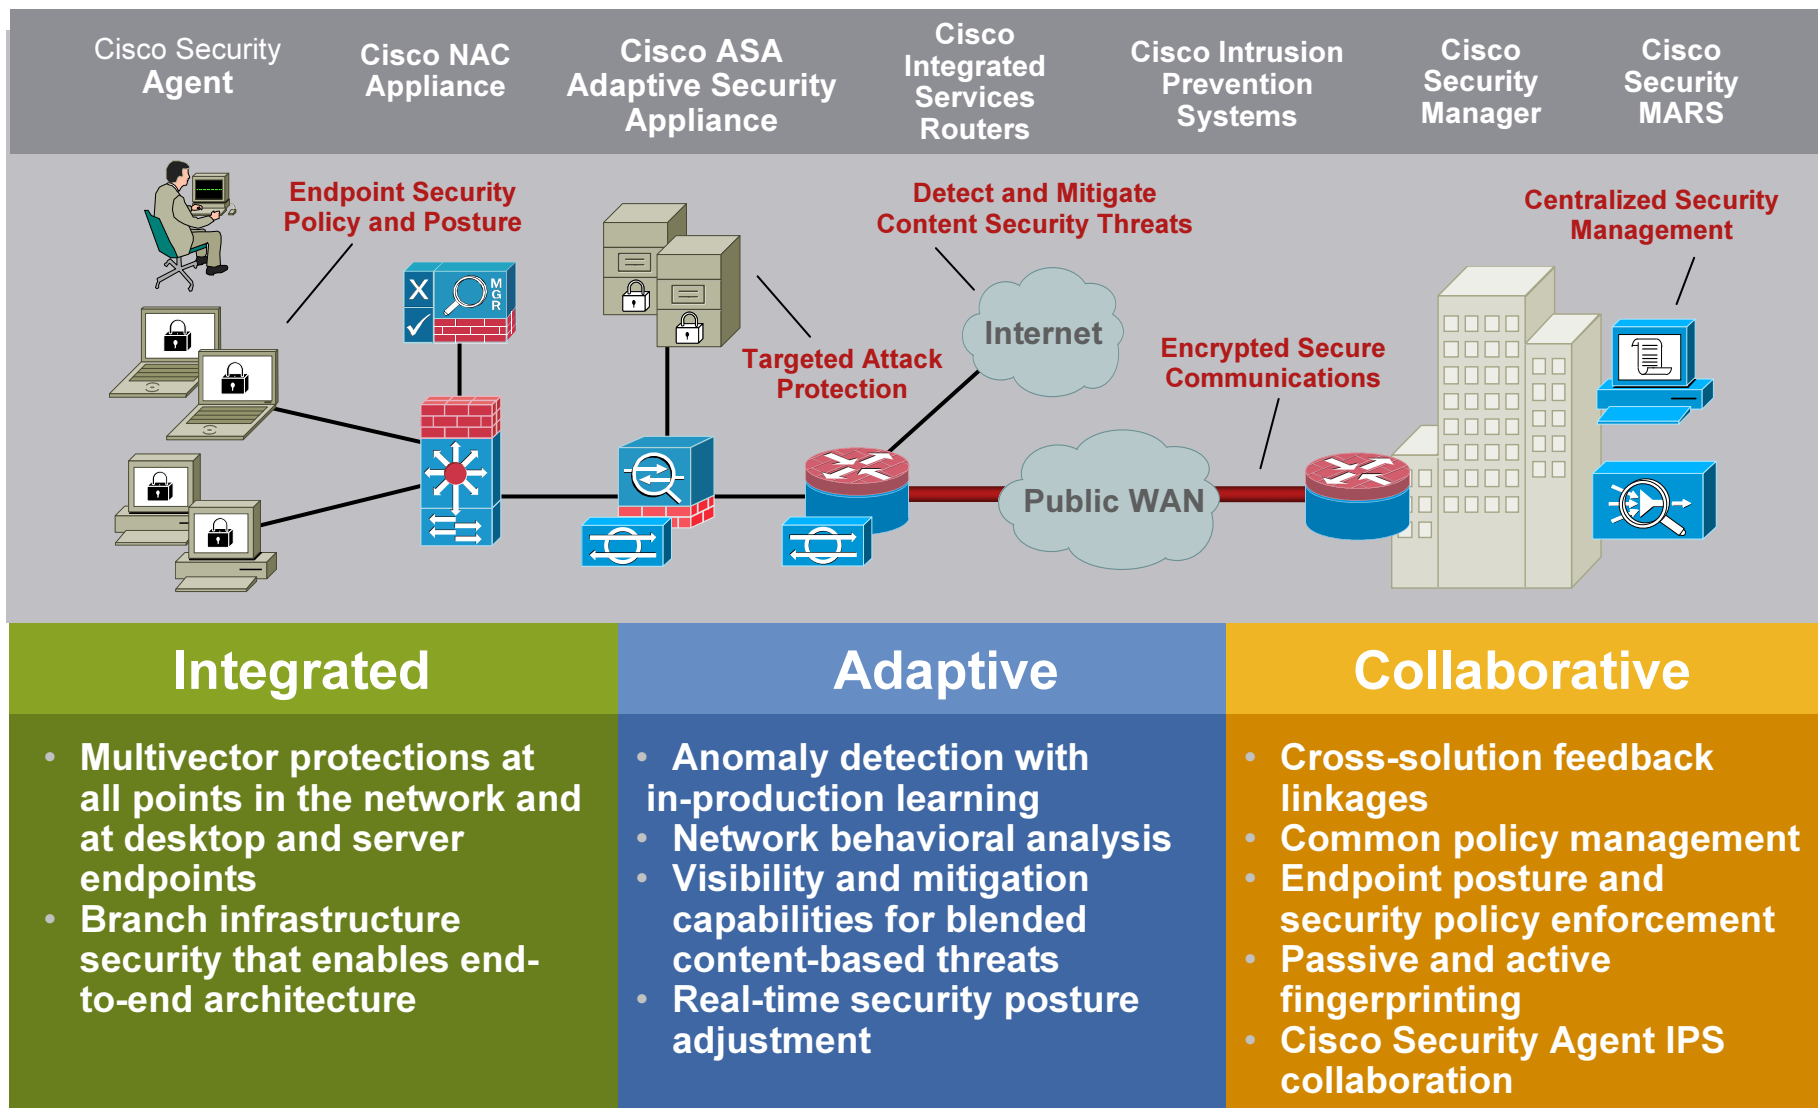 Cisco Security
Agent
Cisco NAC
Appliance
Cisco ASA
Adaptive Security
Appliance
Cisco
Integrated
Services
Routers
Cisco Intrusion
Prevention
Systems
Cisco
Security
Manager
Cisco
Security
MARS
Endpoint Security
Policy and Posture
Detect and Mitigate
Content Security Threats
Centralized Security
Management
X
M
G
R
Internet
Targeted Attack
Protection
Encrypted Secure
Communications
Public WAN
Integrated
• Multivector protections at
all points in the network and
at desktop and server
endpoints
• Branch infrastructure
security that enables end-
to-end architecture
Adaptive
• Anomaly detection with
in-production learning
• Network behavioral analysis
• Visibility and mitigation
capabilities for blended
content-based threats
• Real-time security posture
adjustment
Collaborative
• Cross-solution feedback
linkages
• Common policy management
• Endpoint posture and
security policy enforcement
• Passive and active
fingerprinting
• Cisco Security Agent IPS
collaboration